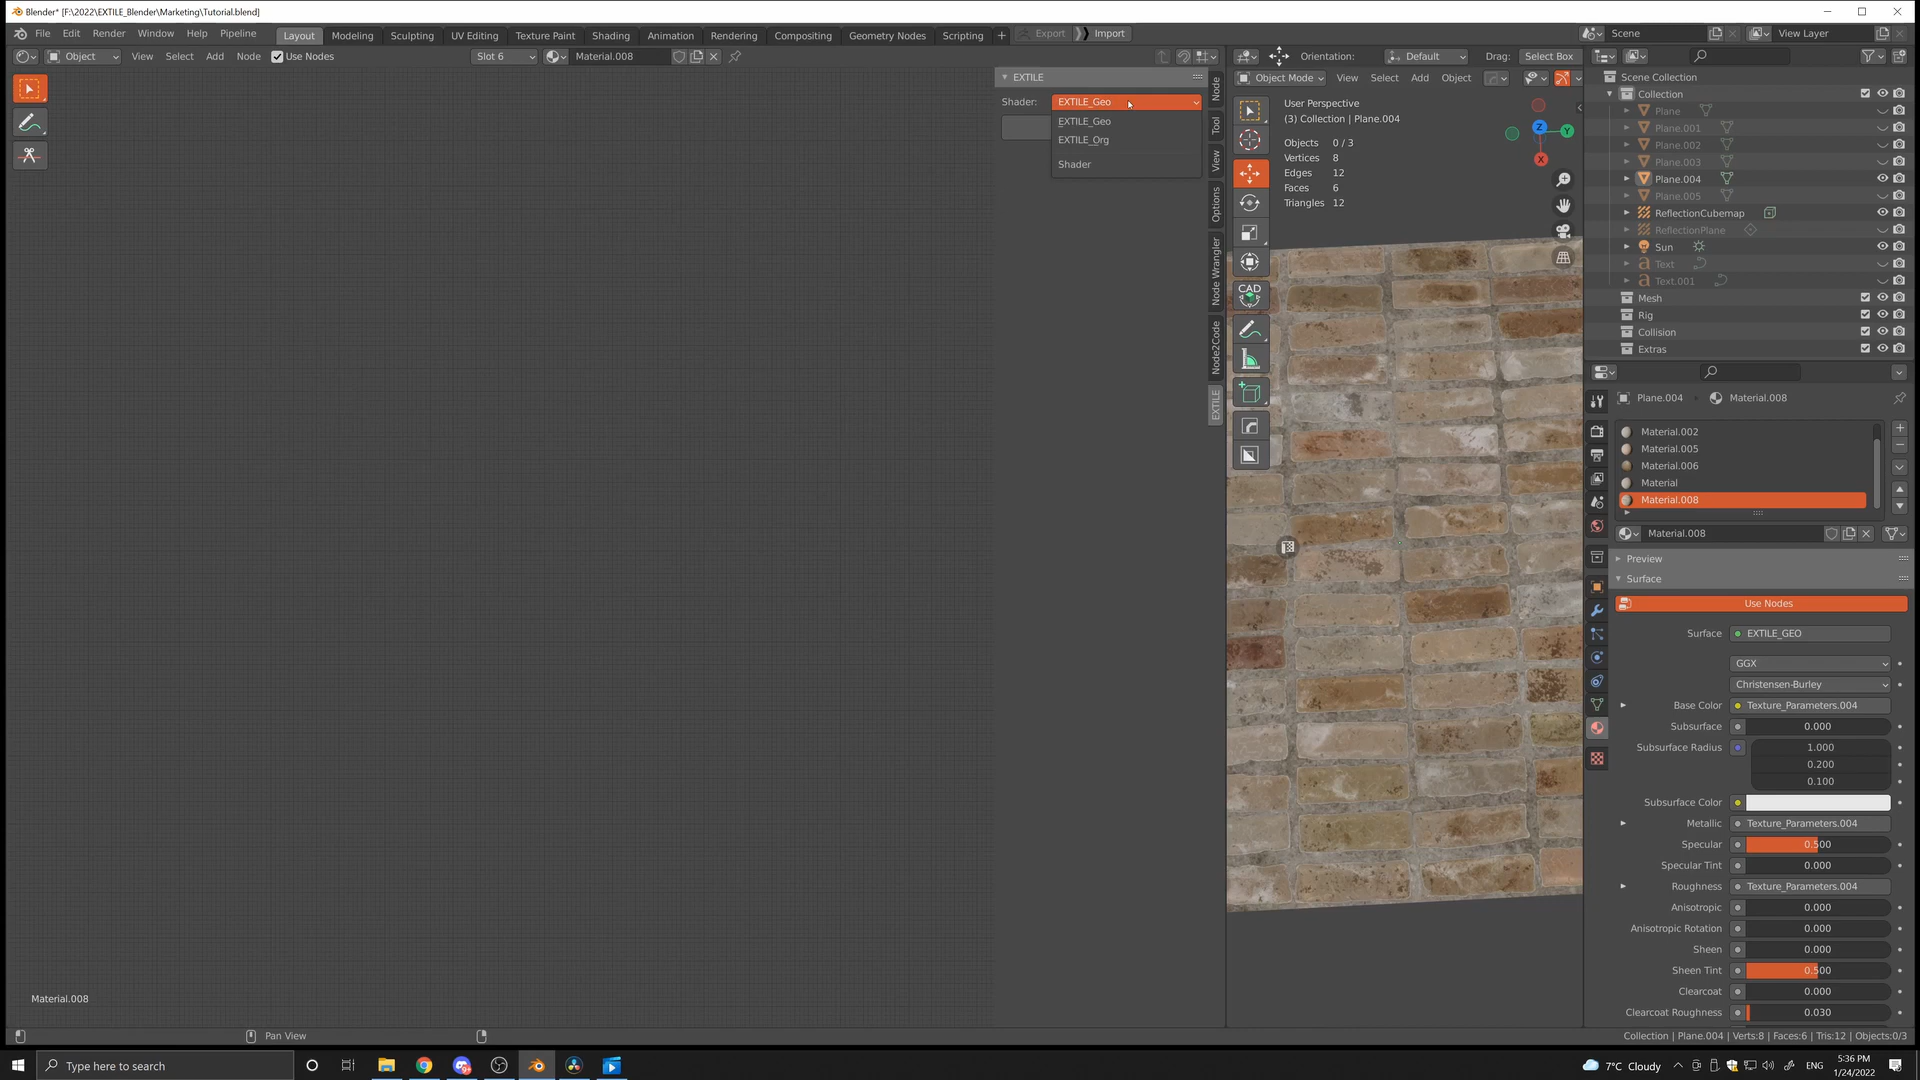 Blender* [F:\2022\EXTILE_Blender\Marketing\Tutorial.blend]
File Edit Render Window Help Pipeline Layout Modeling Sculpting UV Editing Texture Paint Shading Animation Rendering Compositing Geometry Nodes Scripting + Export Import Scene View Layer
Object View Select Add Node Use Nodes Slot 6 Material.008 Orientation: Default Drag: Select Box
EXTILE
Shader: EXTILE_Geo
EXTILE_Geo
EXTILE_Org
Shader
Node
Tool
View
Options
Node Wrangler
Node2Code
EXTILE
Object Mode View Select Add Object
User Perspective
(3) Collection | Plane.004
Objects 0 / 3
Vertices 8
Edges 12
Faces 6
Triangles 12
Z
Y
X
CAD
Scene Collection
Collection
Plane
Plane.001
Plane.002
Plane.003
Plane.004
Plane.005
ReflectionCubemap
ReflectionPlane
Sun
Text
Text.001
Mesh
Rig
Collision
Extras
Plane.004 Material.008
Material.002
Material.005
Material.006
Material
Material.008
Material.008
Preview
Surface
Use Nodes
Surface EXTILE_GEO
GGX
Christensen-Burley
Base Color Texture_Parameters.004
Subsurface 0.000
Subsurface Radius 1.000
0.200
0.100
Subsurface Color
Metallic Texture_Parameters.004
Specular 0.500
Specular Tint 0.000
Roughness Texture_Parameters.004
Anisotropic 0.000
Anisotropic Rotation 0.000
Sheen 0.000
Sheen Tint 0.500
Clearcoat 0.000
Clearcoat Roughness 0.030
Material.008
Pan View
Collection | Plane.004 | Verts:8 | Faces:6 | Tris:12 | Objects:0/3
Type here to search
7°C Cloudy
ENG
5:36 PM
1/24/2022